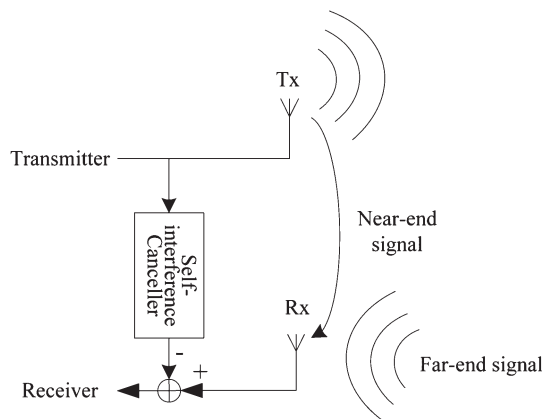 Tx
Transmitter
Self-
interference
Canceller
Near-end
signal
Rx
Far-end signal
-
+
Receiver